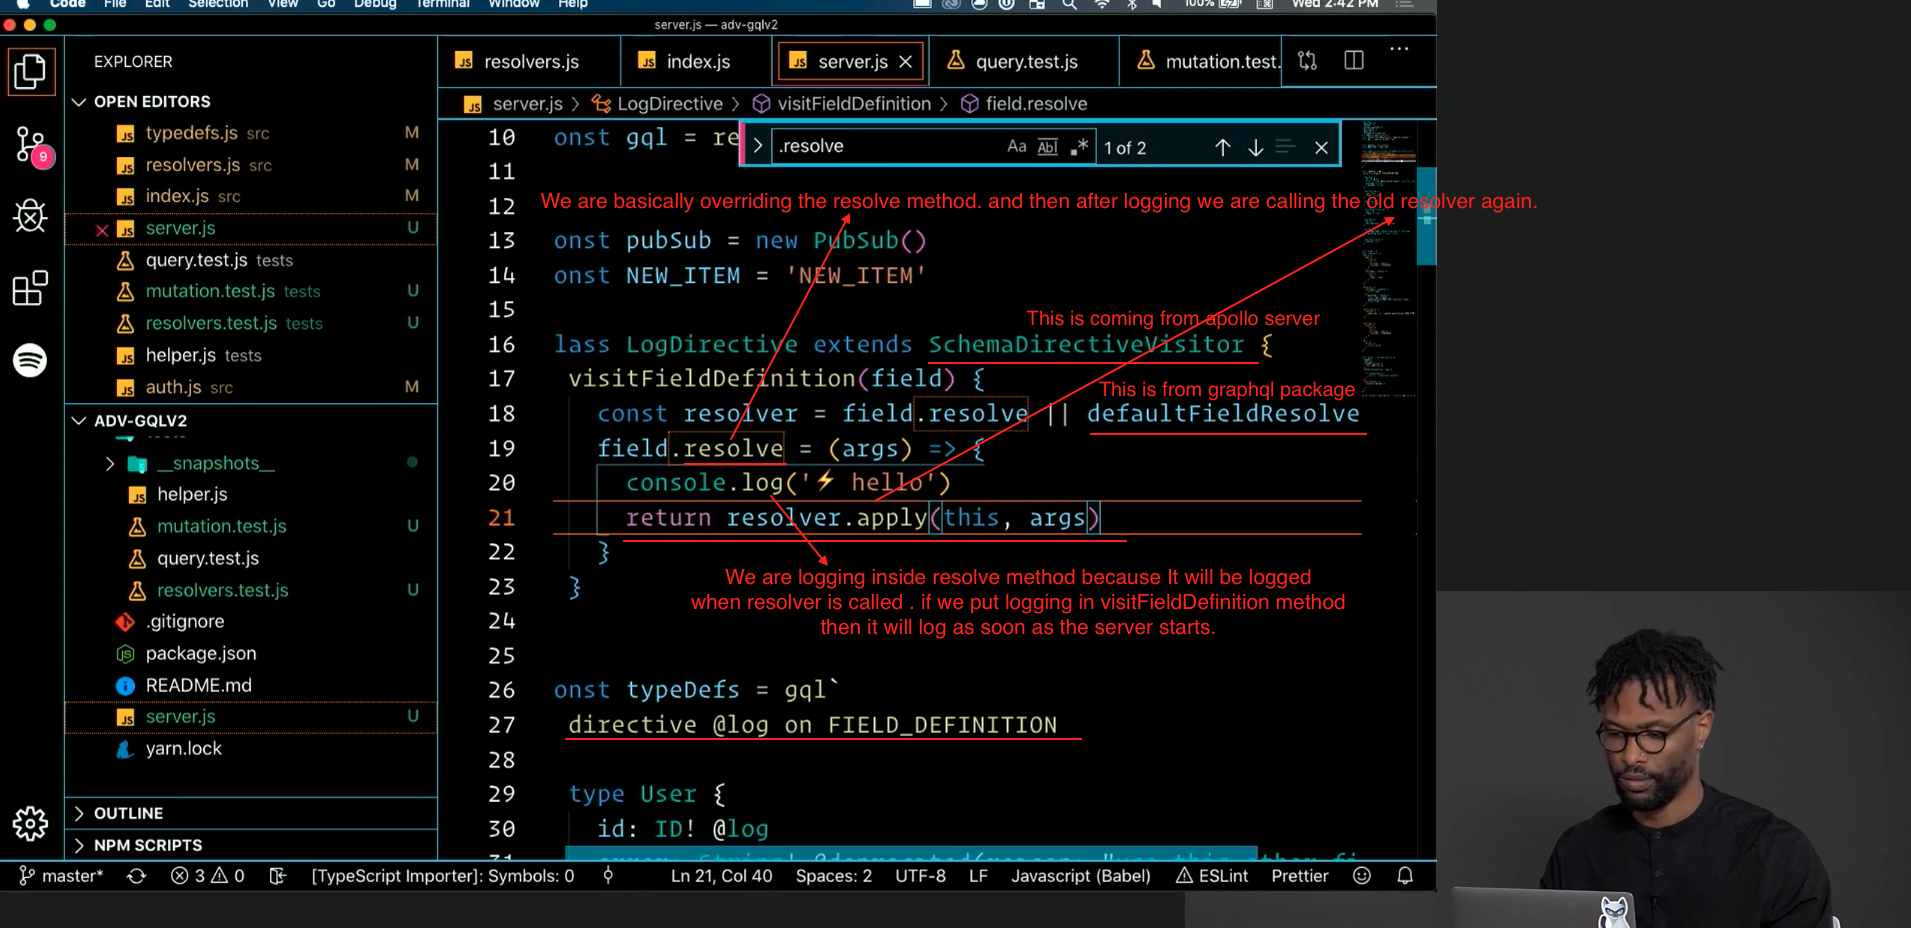 Code File Edit Selection View Go Debug Terminal Window Help 100% Wed 2:42 PM
server.js — adv-gqlv2
EXPLORER
OPEN EDITORS
typedefs.js src M
resolvers.js src M
index.js src M
server.js U
query.test.js tests
mutation.test.js tests U
resolvers.test.js tests U
helper.js tests
auth.js src M
ADV-GQLV2
__snapshots__
helper.js
mutation.test.js U
query.test.js
resolvers.test.js U
.gitignore
package.json
README.md
server.js U
yarn.lock
OUTLINE
NPM SCRIPTS
9
resolvers.js index.js server.js query.test.js mutation.test.
server.js > LogDirective > visitFieldDefinition > field.resolve
.resolve Aa Abl .* 1 of 2
10 onst gql = re
11
We are basically overriding the resolve method. and then after logging we are calling the old resolver again.
12
13 onst pubSub = new PubSub()
14 onst NEW_ITEM = 'NEW_ITEM'
15
This is coming from apollo server
16 lass LogDirective extends SchemaDirectiveVisitor {
17 visitFieldDefinition(field) {
This is from graphql package
18 const resolver = field.resolve || defaultFieldResolve
19 field.resolve = (args) => {
20 console.log('⚡ hello')
21 return resolver.apply(this, args)
22 }
23 }
We are logging inside resolve method because It will be logged
when resolver is called . if we put logging in visitFieldDefinition method
then it will log as soon as the server starts.
24
25
26 onst typeDefs = gql`
27 directive @log on FIELD_DEFINITION
28
29 type User {
30 id: ID! @log
master* 3 0 [TypeScript Importer]: Symbols: 0 Ln 21, Col 40 Spaces: 2 UTF-8 LF Javascript (Babel) ESLint Prettier